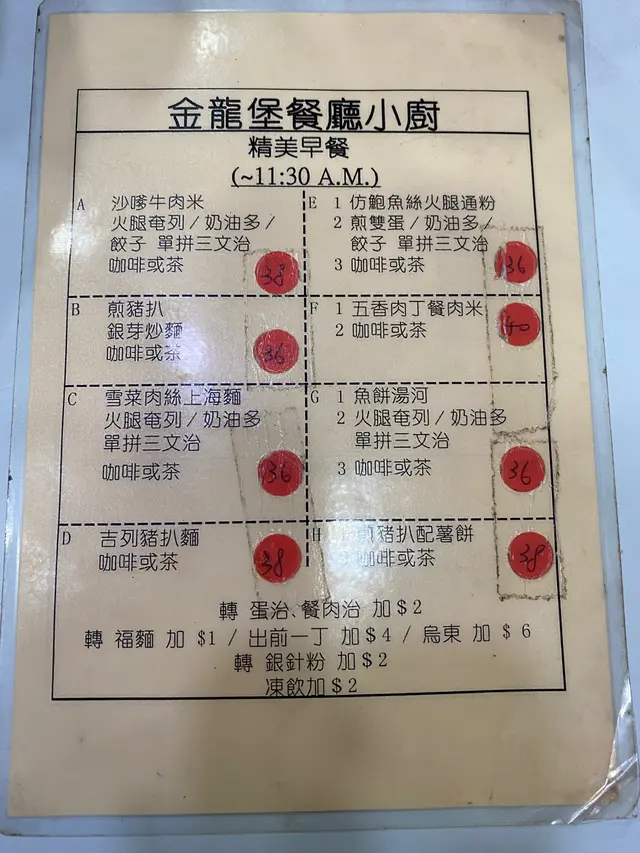 金龍堡餐廳小廚
精美早餐
(~11:30 A.M.)
A 沙嗲牛肉米
火腿奄列/奶油多/
餃子 單拼三文治
咖啡或茶
38
B 煎豬扒
銀芽炒麵
咖啡或茶
36
C 雪菜肉絲上海麵
火腿奄列/奶油多
單拼三文治
咖啡或茶
36
D 吉列豬扒麵
咖啡或茶
38
E 1 仿鮑魚絲火腿通粉
2 煎雙蛋/奶油多/
餃子 單拼三文治
3 咖啡或茶
36
F 1 五香肉丁餐肉米
2 咖啡或茶
40
G 1 魚餅湯河
2 火腿奄列/奶油多
單拼三文治
3 咖啡或茶
36
H 煎豬扒配薯餅
咖啡或茶
38
轉 蛋治、餐肉治 加$2
轉 福麵 加 $1 / 出前一丁 加$4 / 烏東 加 $ 6
轉 銀針粉 加$2
凍飲加$2